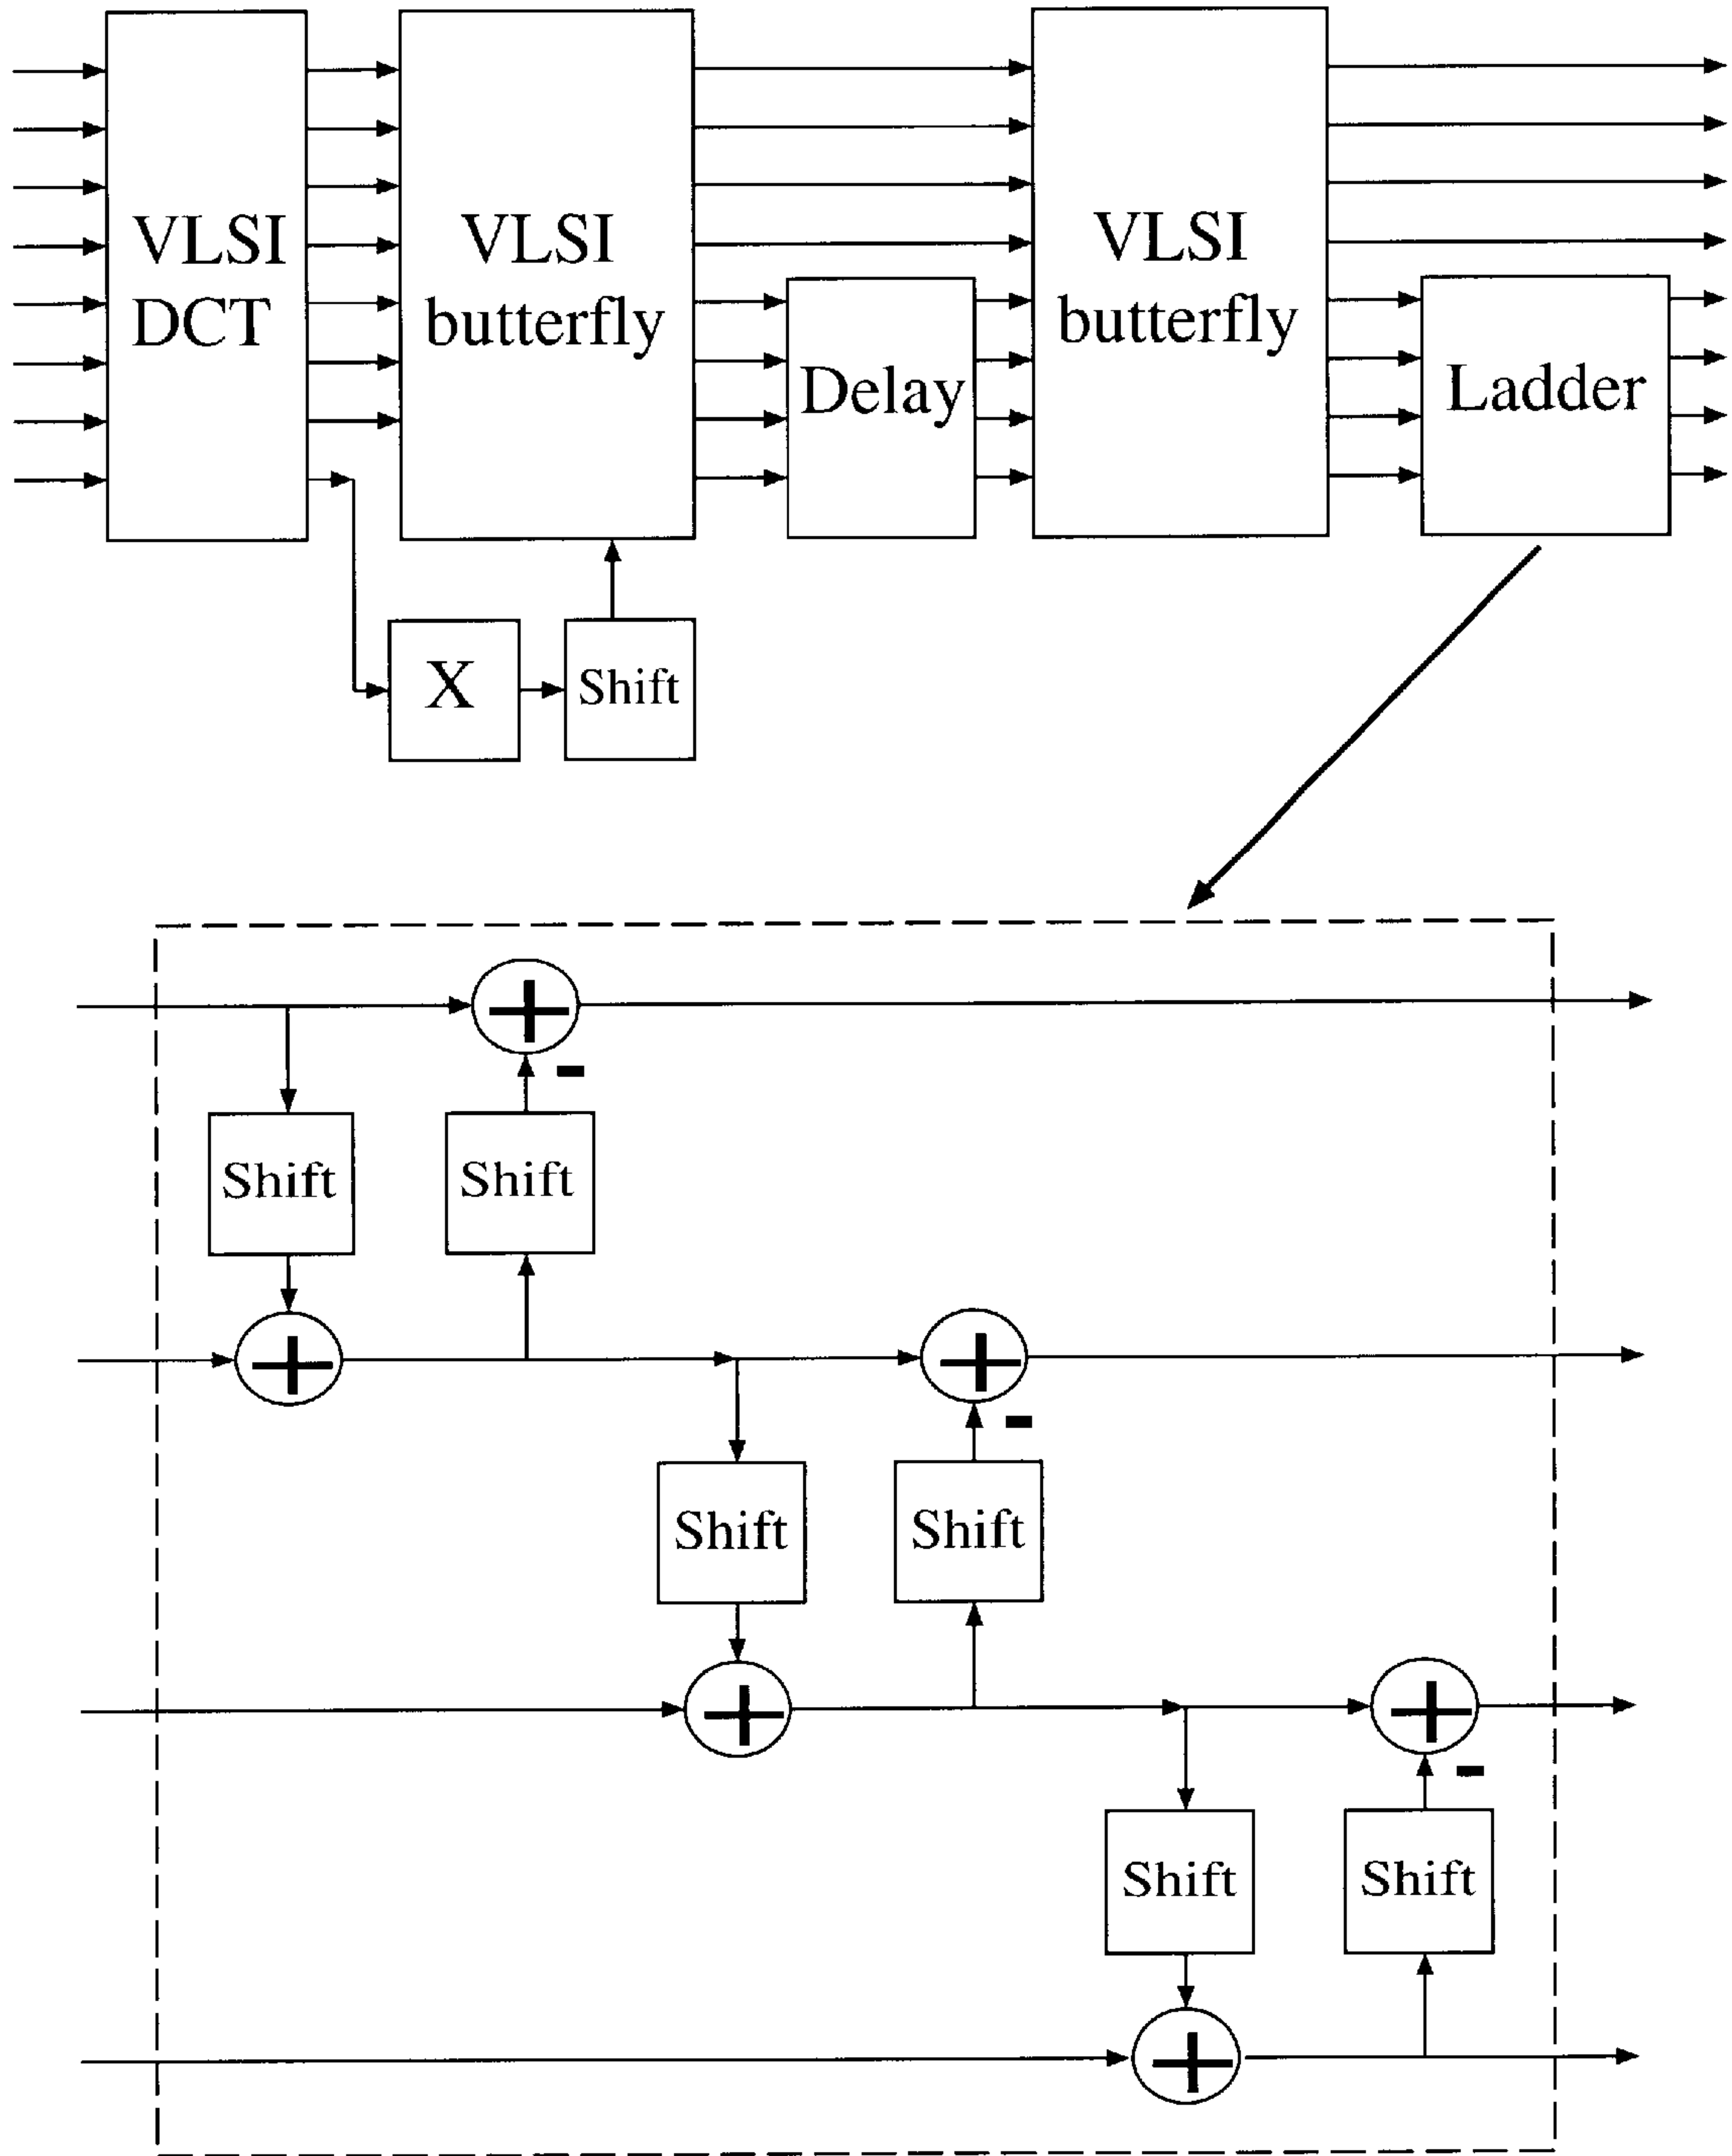 VLSI
DCT
VLSI
butterfly
Delay
VLSI
butterfly
Ladder
X
Shift
+
-
Shift
Shift
+
+
-
Shift
Shift
+
+
-
Shift
Shift
+